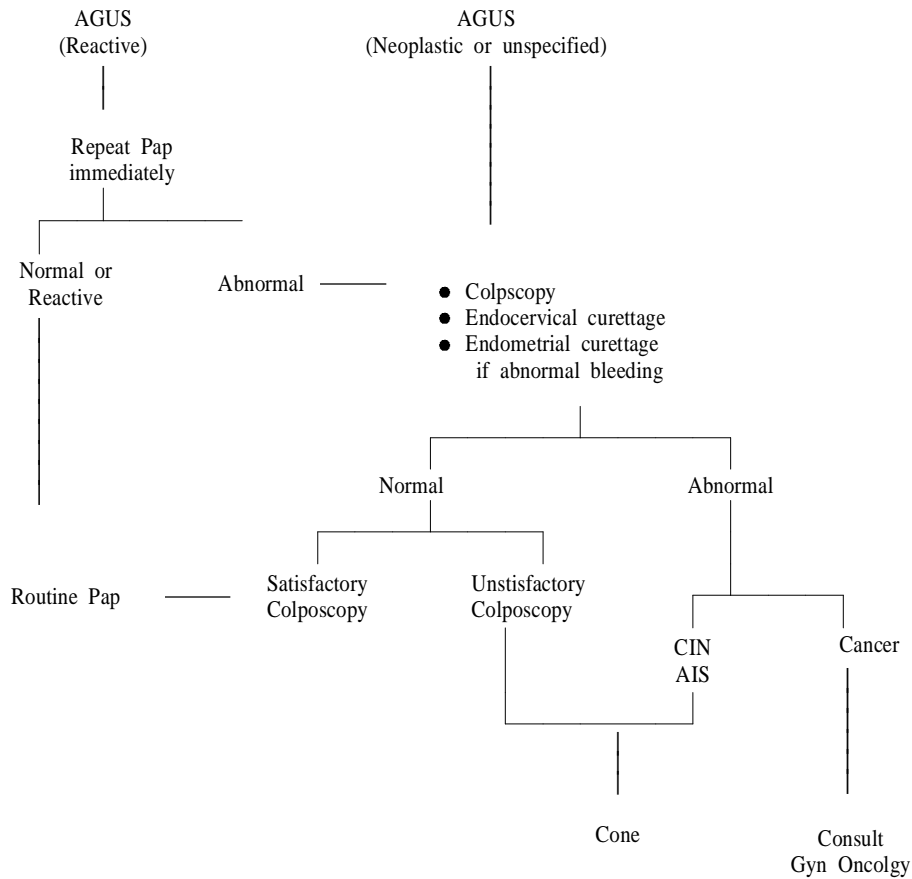 AGUS
(Reactive)
AGUS
(Neoplastic or unspecified)
Repeat Pap
immediately
Normal or
Reactive
Abnormal
● Colpscopy
● Endocervical curettage
● Endometrial curettage
if abnormal bleeding
Normal
Abnormal
Routine Pap
Satisfactory
Colposcopy
Unstisfactory
Colposcopy
CIN
AIS
Cancer
Cone
Consult
Gyn Oncolgy